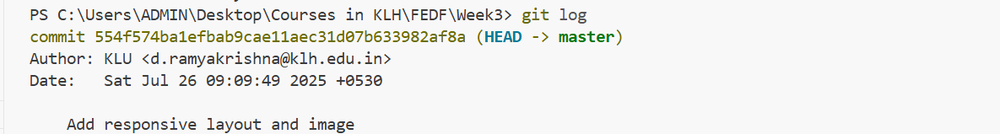 PS C:\Users\ADMIN\Desktop\Courses in KLH\FEDF\Week3> git log
commit 554f574ba1efbab9cae11aec31d07b633982af8a (HEAD -> master)
Author: KLU <d.ramyakrishna@klh.edu.in>
Date:   Sat Jul 26 09:09:49 2025 +0530
    Add responsive layout and image